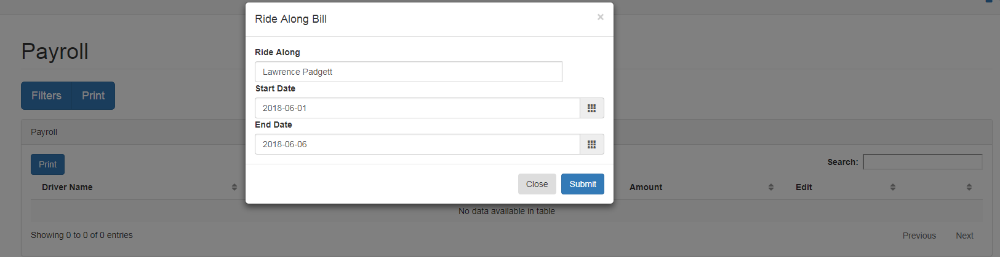 Ride Along Bill
×
Payroll
Ride Along
Lawrence Padgett
Start Date
Filters Print
2018-06-01
End Date
Payroll
2018-06-06
Print
Search:
Close Submit
Driver Name Amount Edit
No data available in table
Showing 0 to 0 of 0 entries
Previous Next